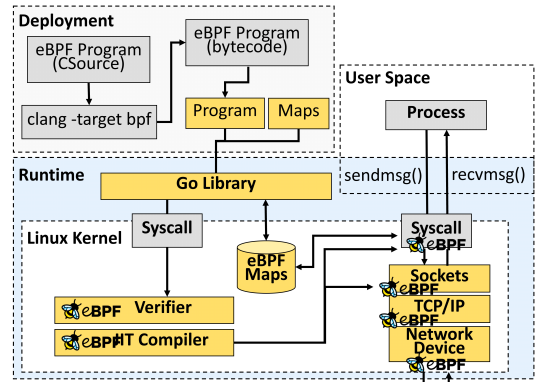 Deployment
eBPF Program
(CSource)
eBPF Program
(bytecode)
clang -target bpf
Program
Maps
User Space
Process
sendmsg()
recvmsg()
Runtime
Go Library
Linux Kernel
Syscall
Syscall
eBPF
eBPF
Maps
Sockets
eBPF
TCP/IP
eBPF
Network
Device
eBPF
eBPF
Verifier
eBPF
Compiler